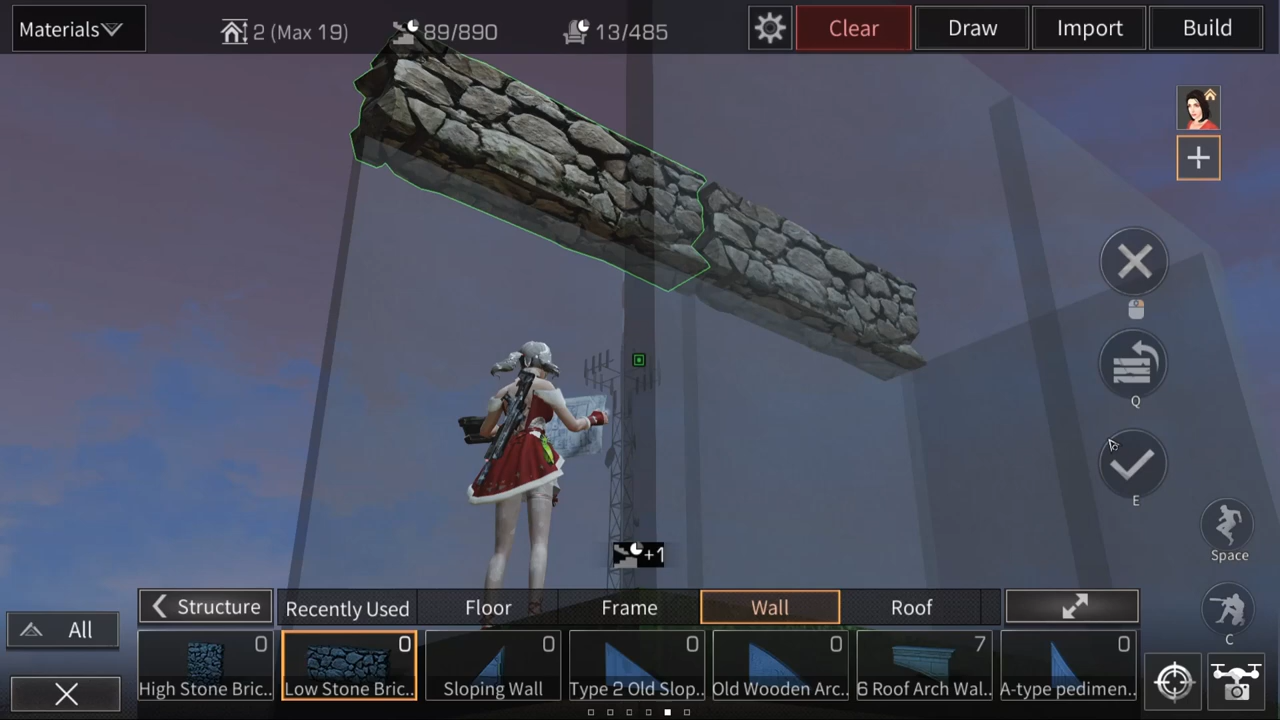 Materials
2 (Max 19)
89/890
13/485
Clear
Draw
Import
Build
Q
E
Space
C
+1
Structure
Recently Used
Floor
Frame
Wall
Roof
All
0
High Stone Bric..
0
Low Stone Bric..
0
Sloping Wall
0
Type 2 Old Slop..
0
Old Wooden Arc..
7
6 Roof Arch Wal..
0
A-type pedimen..